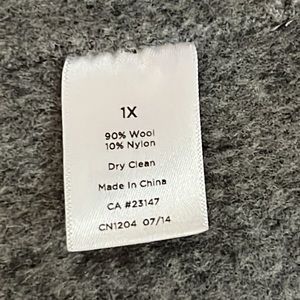 1X
90% Wool
10% Nylon
Dry Clean
Made In China
CA #23147
CN1204 07/14